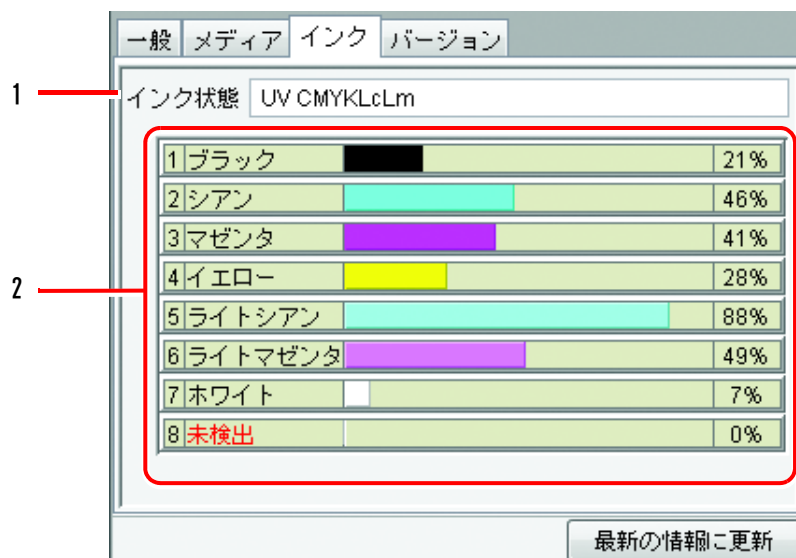 一般 メディア インク バージョン
1 インク状態 UV CMYKLcLm
2
1 ブラック 21%
2 シアン 46%
3 マゼンタ 41%
4 イエロー 28%
5 ライトシアン 88%
6 ライトマゼンタ 49%
7 ホワイト 7%
8 未検出 0%
最新の情報に更新